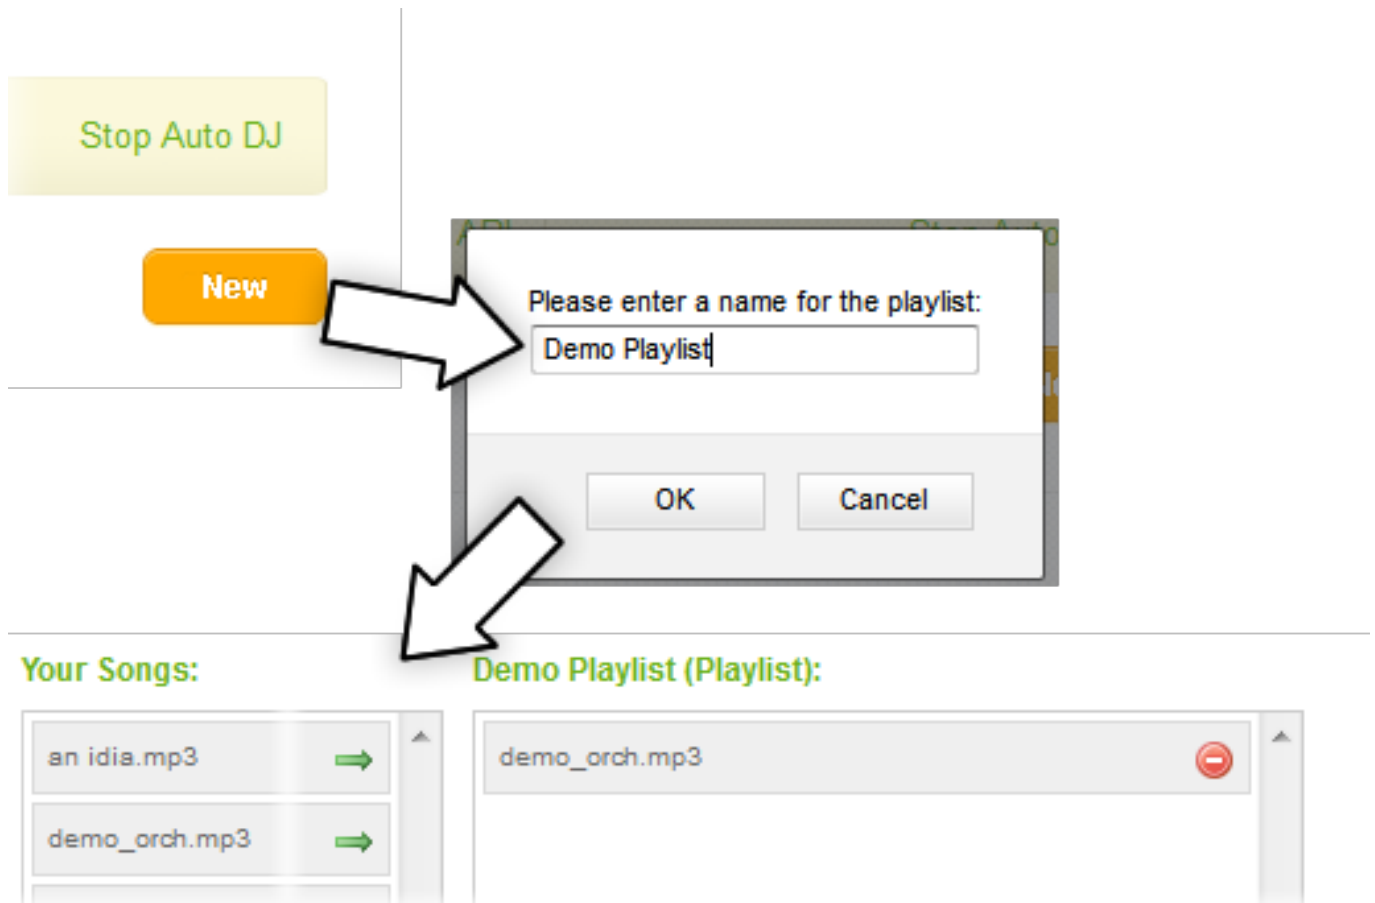 Stop Auto DJ
New
Please enter a name for the playlist:
Demo Playlist
OK
Cancel
Your Songs:
Demo Playlist (Playlist):
an idia.mp3
demo_orch.mp3
demo_orch.mp3